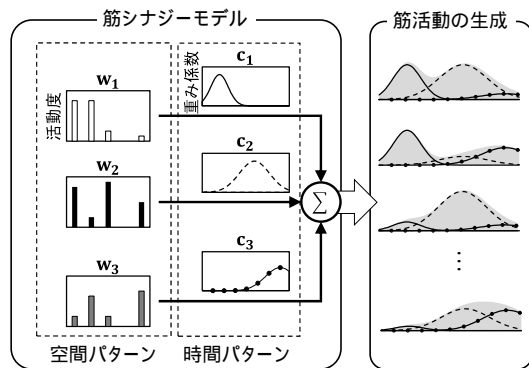 筋シナジーモデル
筋活動の生成
活動度
w₁
重み係数
c₁
w₂
c₂
w₃
c₃
Σ
空間パターン
時間パターン